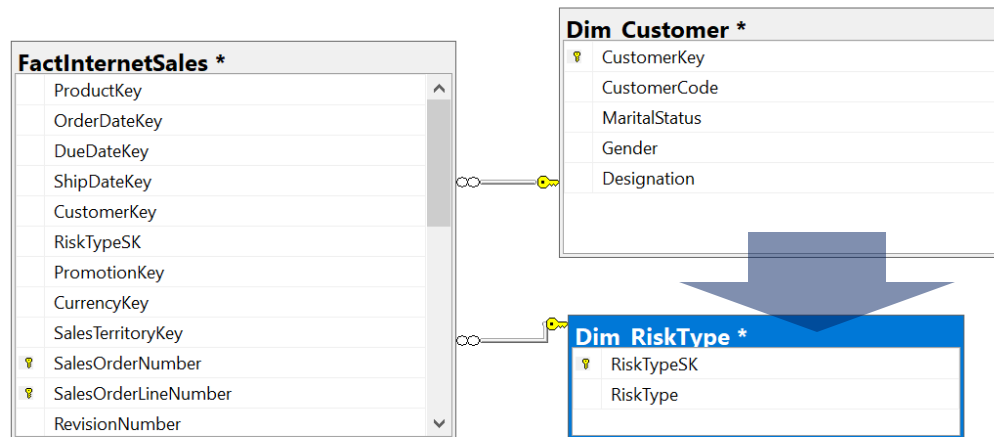 FactInternetSales *
ProductKey
OrderDateKey
DueDateKey
ShipDateKey
CustomerKey
RiskTypeSK
PromotionKey
CurrencyKey
SalesTerritoryKey
SalesOrderNumber
SalesOrderLineNumber
RevisionNumber
Dim_Customer *
CustomerKey
CustomerCode
MaritalStatus
Gender
Designation
Dim_RiskType *
RiskTypeSK
RiskType